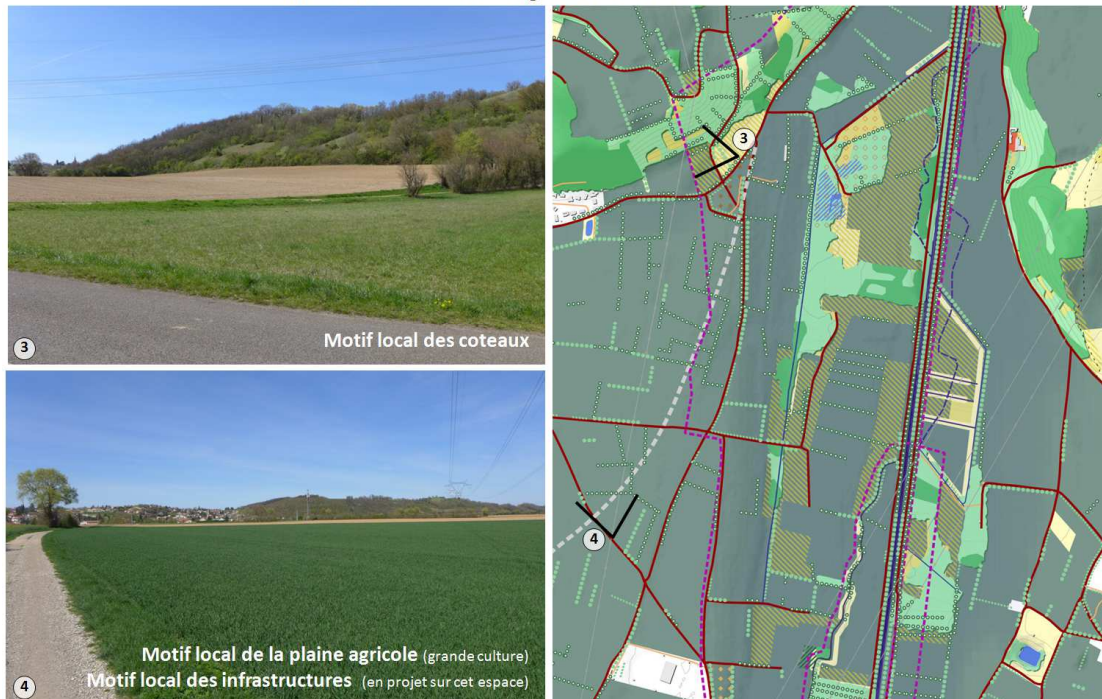 Motif local des coteaux
3
Motif local de la plaine agricole (grande culture)
Motif local des infrastructures (en projet sur cet espace)
4
3
4